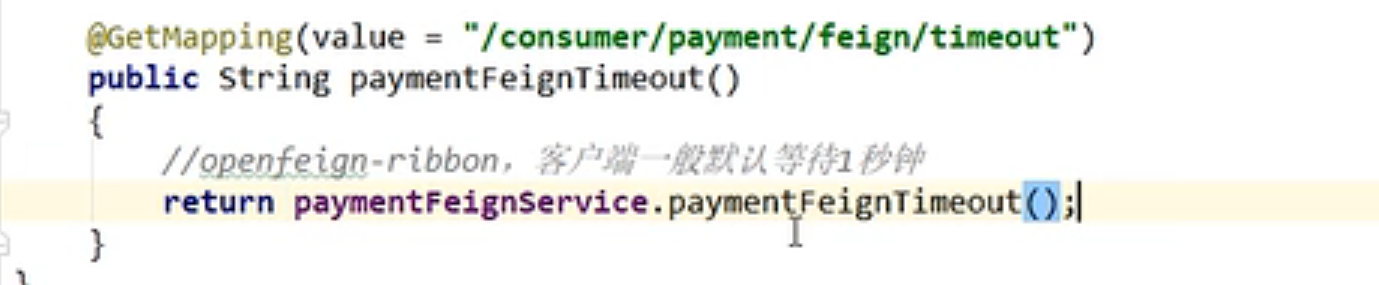 @GetMapping(value = "/consumer/payment/feign/timeout")
public String paymentFeignTimeout()
{
//openfeign-ribbon，客户端一般默认等待1秒钟
return paymentFeignService.paymentFeignTimeout();
}
}